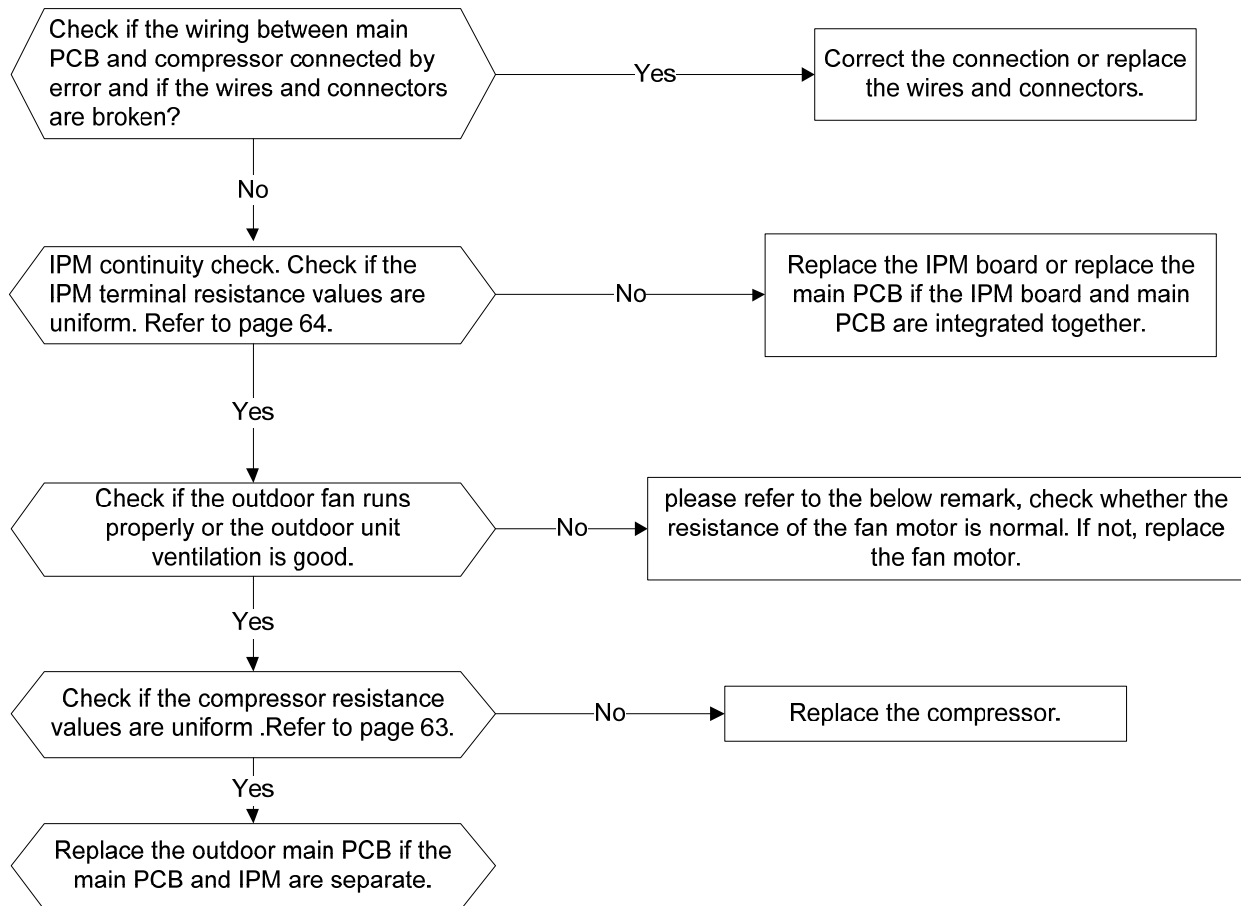 Check if the wiring between main
PCB and compressor connected by
error and if the wires and connectors
are broken?
Yes
Correct the connection or replace
the wires and connectors.
No
IPM continuity check. Check if the
IPM terminal resistance values are
uniform. Refer to page 64.
No
Replace the IPM board or replace the
main PCB if the IPM board and main
PCB are integrated together.
Yes
Check if the outdoor fan runs
properly or the outdoor unit
ventilation is good.
No
please refer to the below remark, check whether the
resistance of the fan motor is normal. If not, replace
the fan motor.
Yes
Check if the compressor resistance
values are uniform .Refer to page 63.
No
Replace the compressor.
Yes
Replace the outdoor main PCB if the
main PCB and IPM are separate.